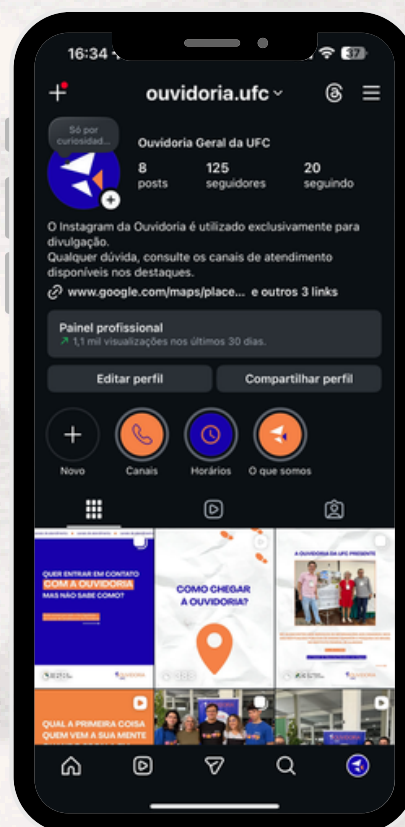 16:34
37
ouvidoria.ufc
Só por
curiosidad...
Ouvidoria Geral da UFC
8 125 20
posts seguidores seguindo
O Instagram da Ouvidoria é utilizado exclusivamente para
divulgação.
Qualquer dúvida, consulte os canais de atendimento
disponíveis nos destaques.
www.google.com/maps/place... e outros 3 links
Painel profissional
1,1 mil visualizações nos últimos 30 dias.
Editar perfil Compartilhar perfil
Novo Canais Horários O que somos
QUER ENTRAR EM CONTATO
COM A OUVIDORIA
MAS NÃO SABE COMO?
COMO CHEGAR
A OUVIDORIA?
A OUVIDORIA DA UFC PRESENTE
QUAL A PRIMEIRA COISA
QUEM VEM A SUA MENTE